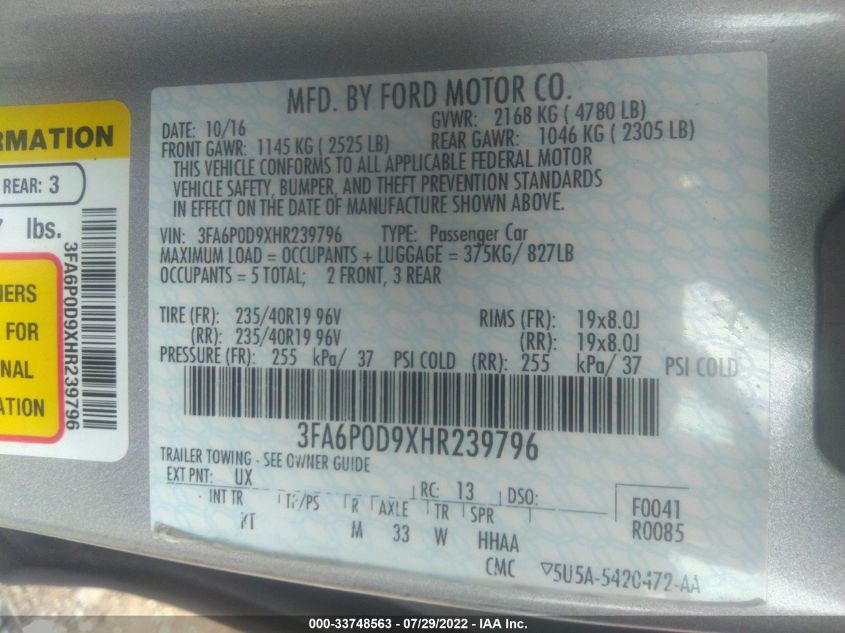 MFD. BY FORD MOTOR CO.
DATE: 10/16 GVWR: 2168 KG ( 4780 LB)
FRONT GAWR: 1145 KG ( 2525 LB) REAR GAWR: 1046 KG ( 2305 LB)
THIS VEHICLE CONFORMS TO ALL APPLICABLE FEDERAL MOTOR
VEHICLE SAFETY, BUMPER, AND THEFT PREVENTION STANDARDS
IN EFFECT ON THE DATE OF MANUFACTURE SHOWN ABOVE.
VIN: 3FA6P0D9XHR239796 TYPE: Passenger Car
MAXIMUM LOAD = OCCUPANTS + LUGGAGE = 375KG/ 827LB
OCCUPANTS = 5 TOTAL; 2 FRONT, 3 REAR
TIRE (FR): 235/40R19 96V RIMS (FR): 19x8.0J
(RR): 235/40R19 96V (RR): 19x8.0J
PRESSURE (FR): 255 kPa/ 37 PSI COLD (RR): 255 kPa/ 37 PSI COLD
3FA6P0D9XHR239796
TRAILER TOWING - SEE OWNER GUIDE
EXT PNT: UX RC: 13 DSO: F0041
INT TR TP/PS R AXLE TR SPR R0085
M 33 W HHAA
CMC ▽5U5A-5420472-AA
RMATION
REAR: 3
lbs.
3FA6P0D9XHR239796
FOR
000-33748563 - 07/29/2022 - IAA Inc.